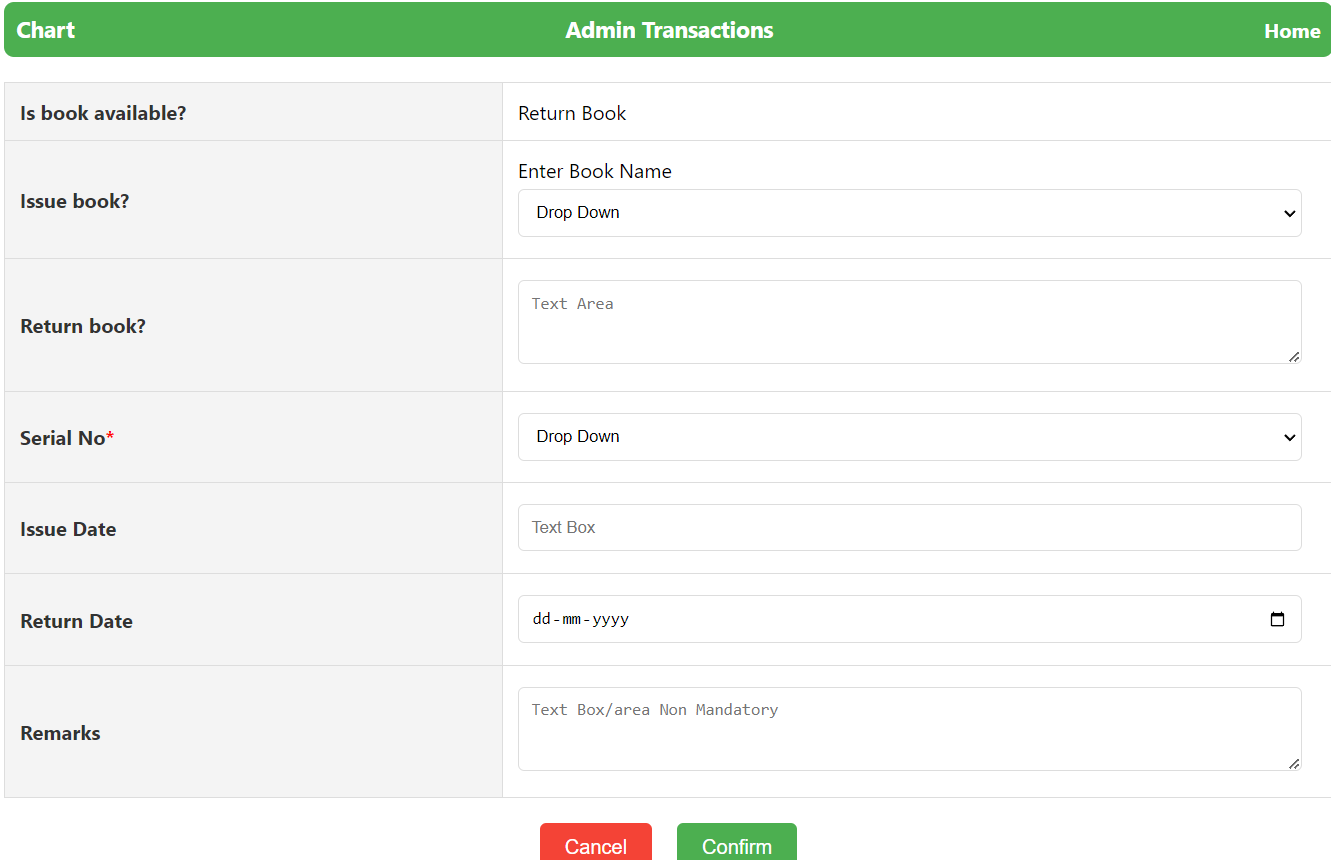 Chart Admin Transactions Home
Is book available? Return Book
Issue book? Enter Book Name
Drop Down
Return book? Text Area
Serial No* Drop Down
Issue Date Text Box
Return Date dd-mm-yyyy
Remarks Text Box/area Non Mandatory
Cancel Confirm